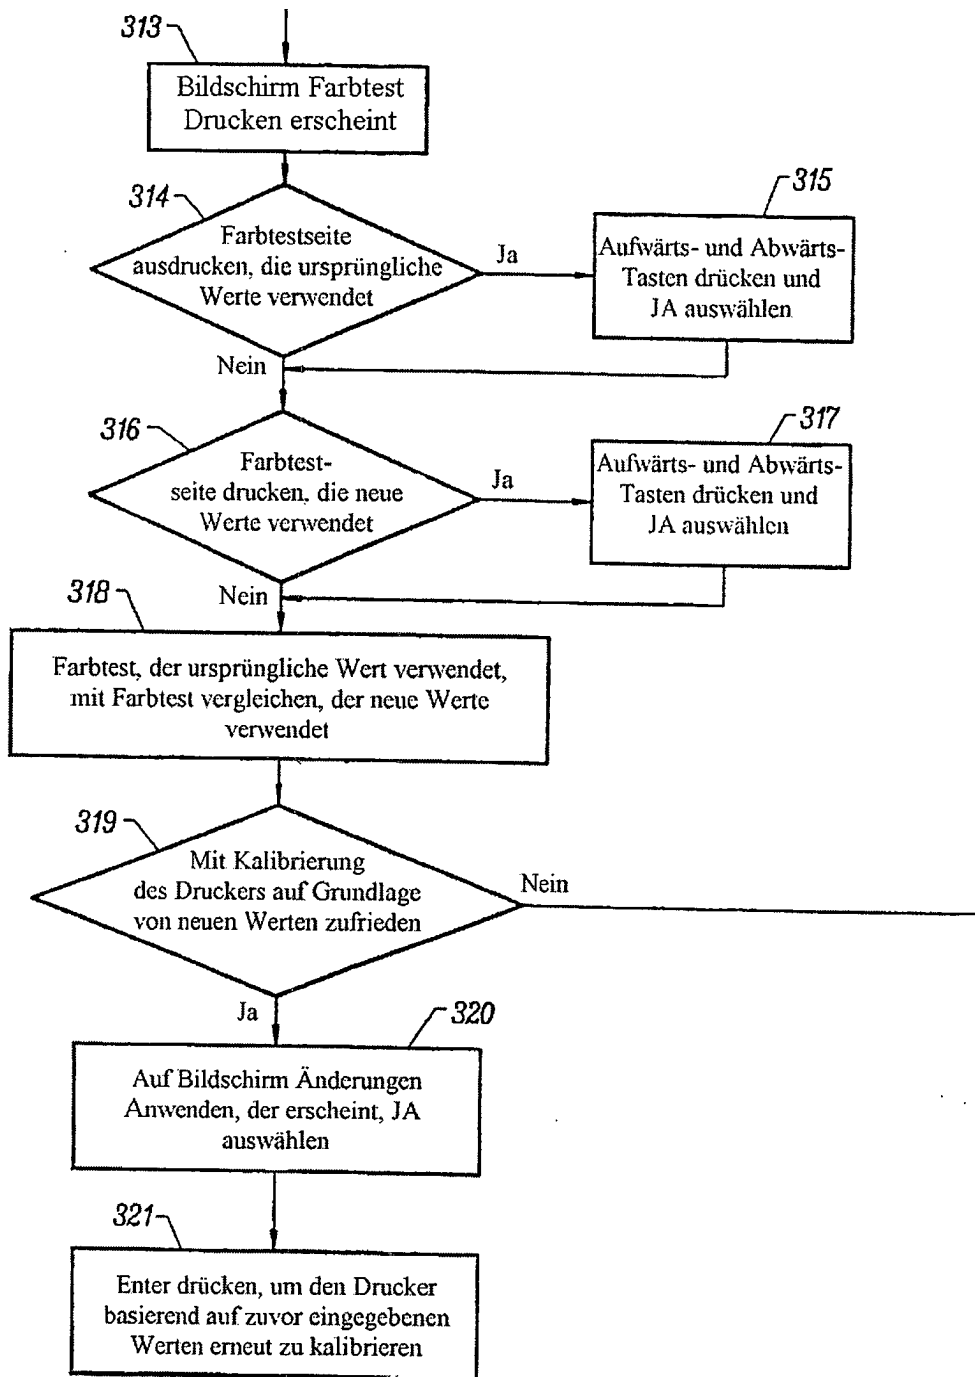 313
Bildschirm Farbtest
Drucken erscheint
314
Farbtestseite
ausdrucken, die ursprüngliche
Werte verwendet
Ja
315
Aufwärts- und Abwärts-
Tasten drücken und
JA auswählen
Nein
316
Farbtest-
seite drucken, die neue
Werte verwendet
Ja
317
Aufwärts- und Abwärts-
Tasten drücken und
JA auswählen
Nein
318
Farbtest, der ursprüngliche Wert verwendet,
mit Farbtest vergleichen, der neue Werte
verwendet
319
Mit Kalibrierung
des Druckers auf Grundlage
von neuen Werten zufrieden
Nein
Ja
320
Auf Bildschirm Änderungen
Anwenden, der erscheint, JA
auswählen
321
Enter drücken, um den Drucker
basierend auf zuvor eingegebenen
Werten erneut zu kalibrieren